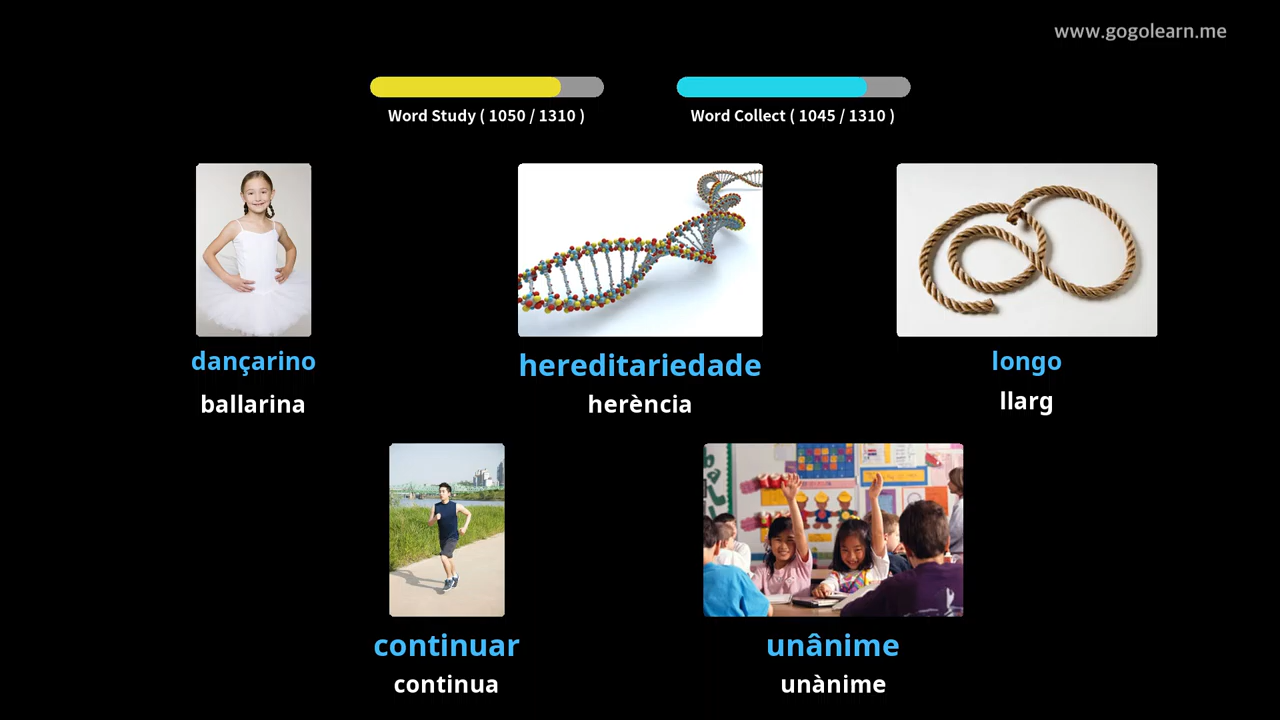 www.gogolearn.me
Word Study ( 1050 / 1310 )
Word Collect ( 1045 / 1310 )
dançarino
ballarina
hereditariedade
herència
longo
llarg
continuar
continua
unânime
unànime